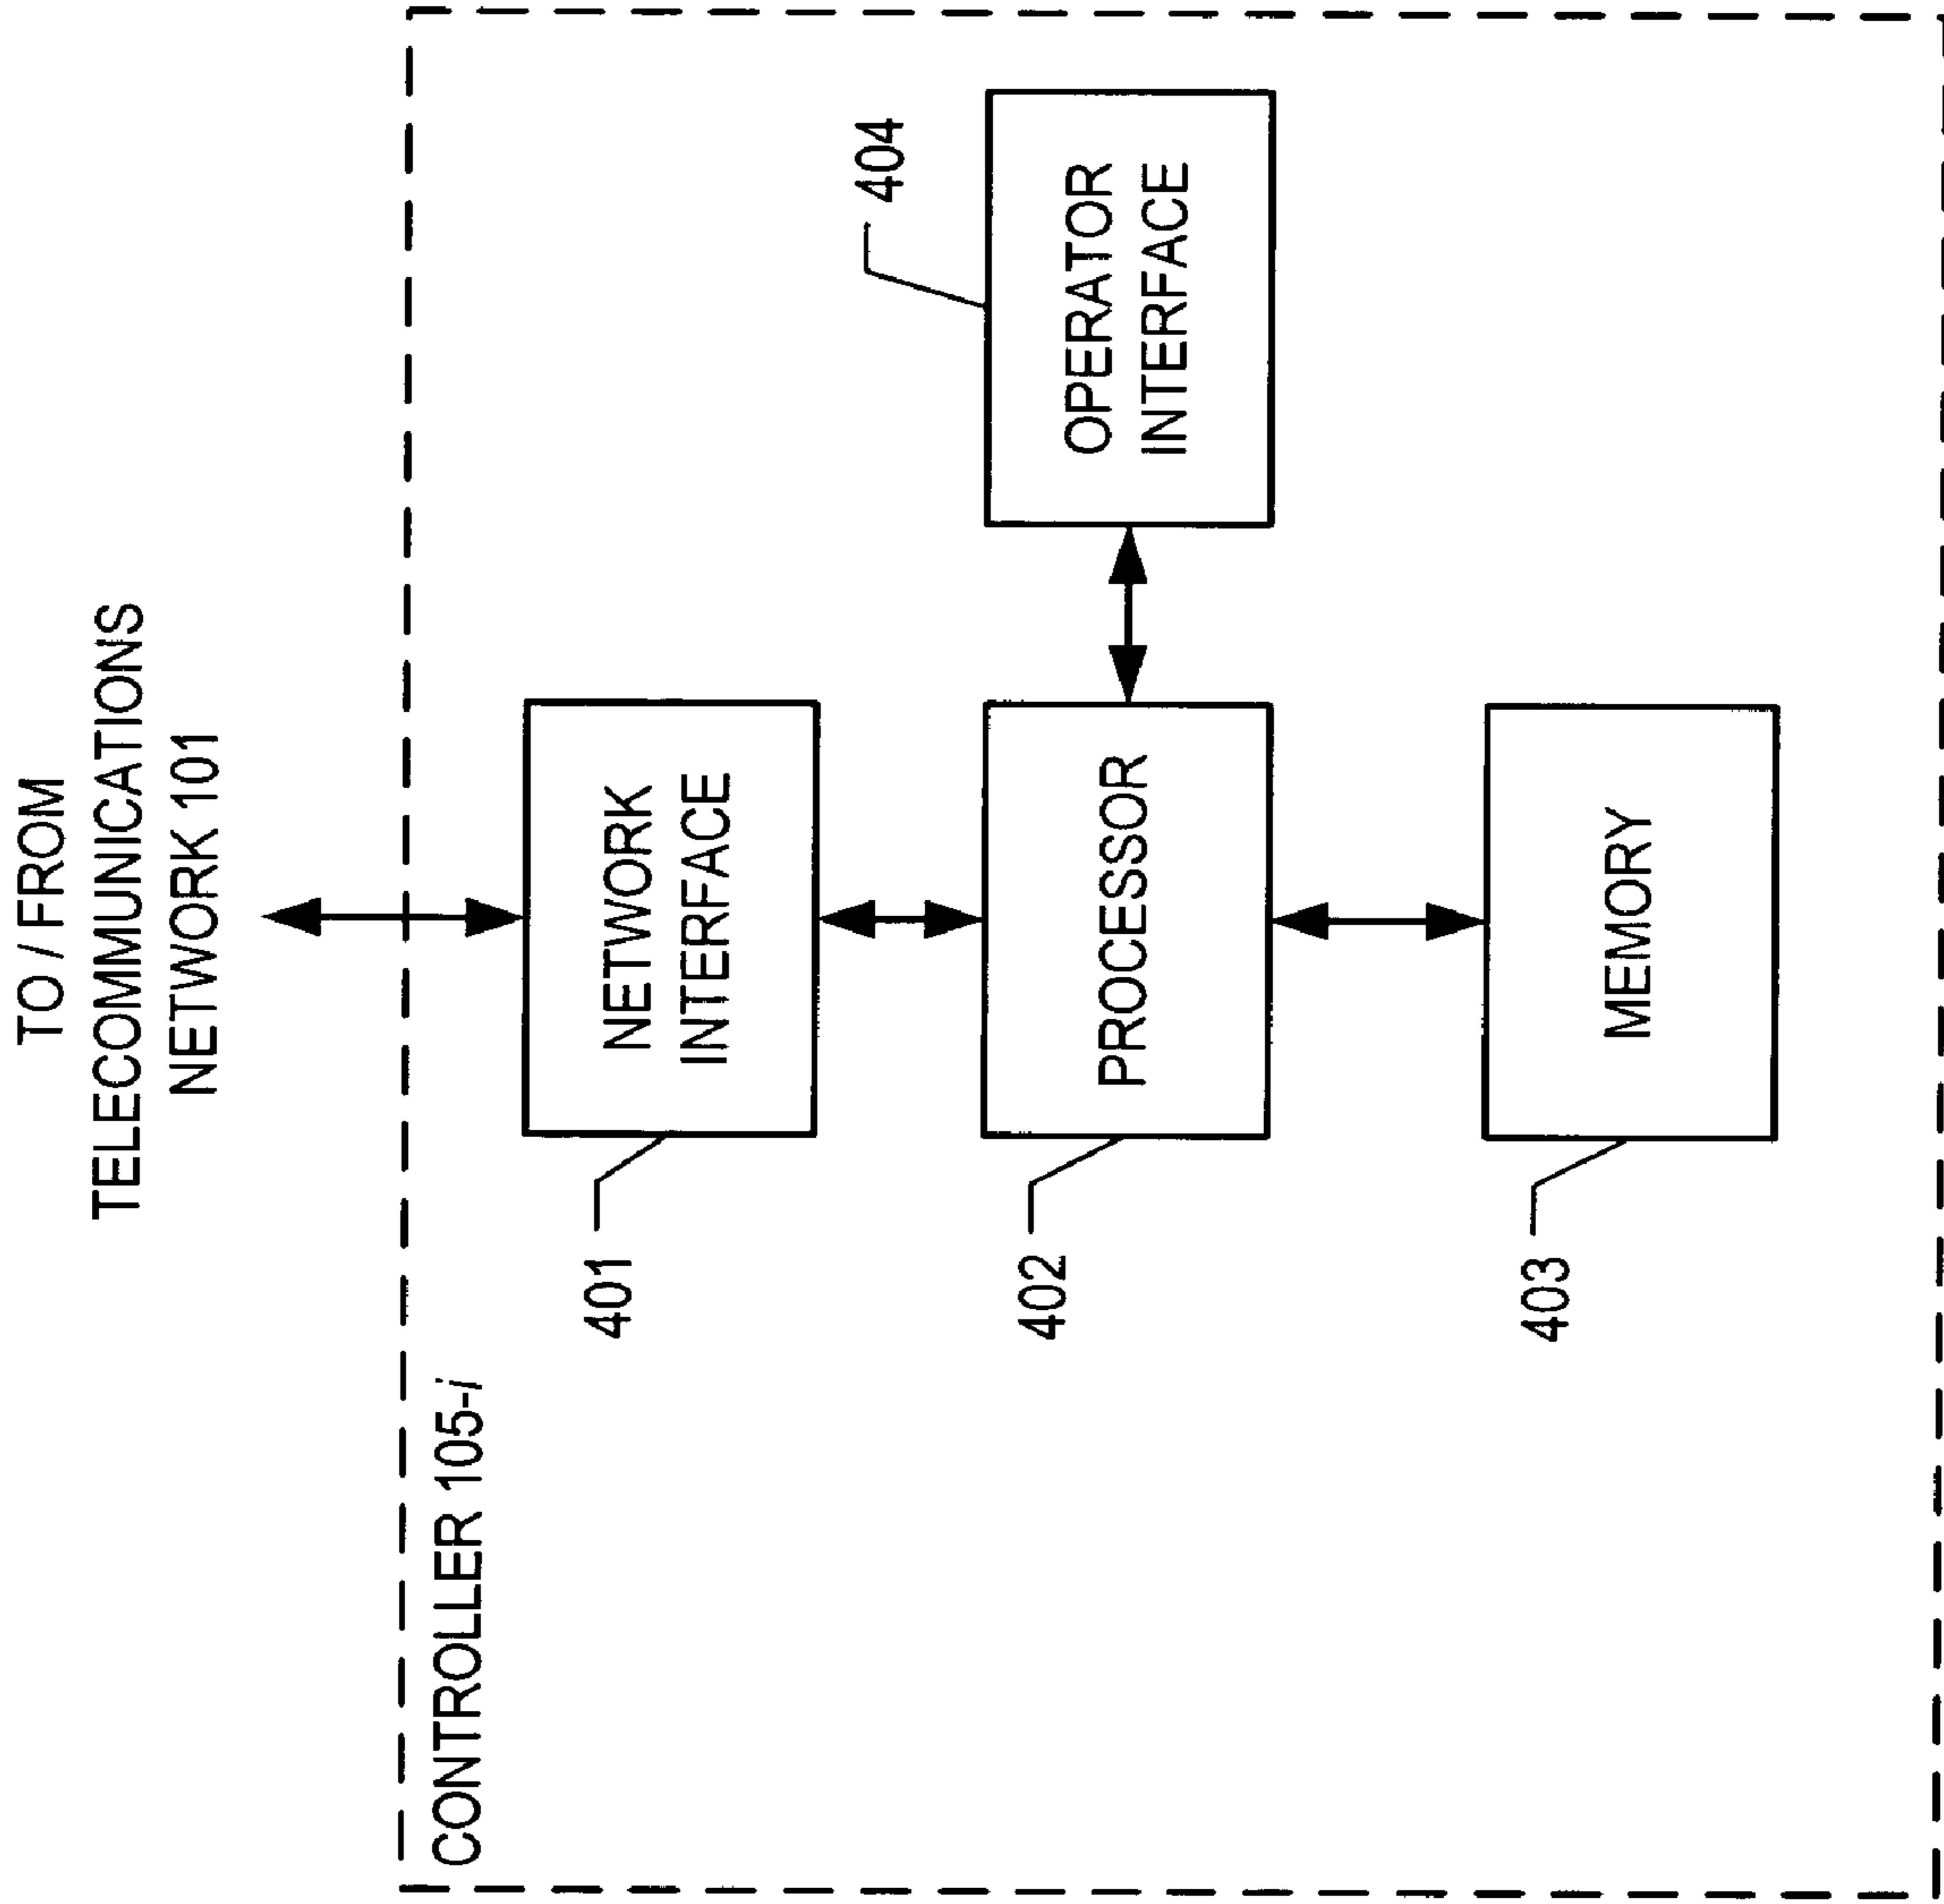 TO / FROM
TELECOMMUNICATIONS
NETWORK 101
CONTROLLER 105-i
401
NETWORK
INTERFACE
404
402
PROCESSOR
OPERATOR
INTERFACE
403
MEMORY